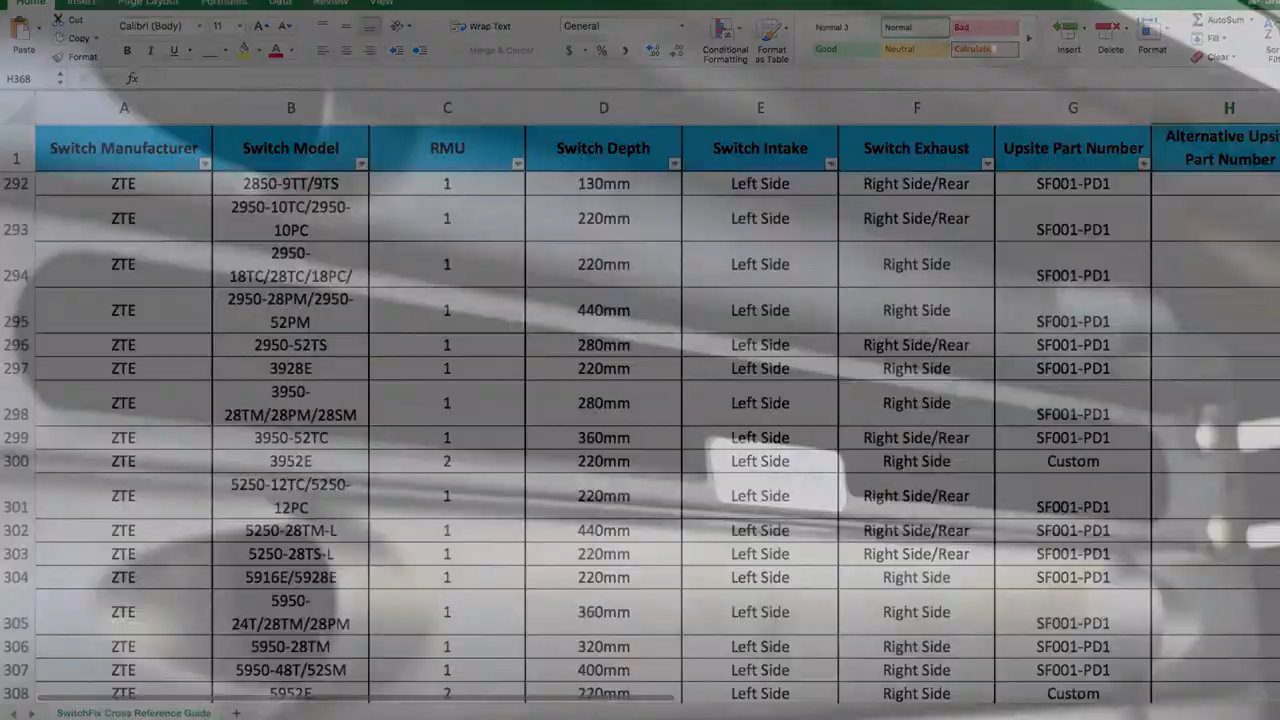 Home Insert Page Layout Formulas Data Review View
Paste Cut Copy Format
Calibri (Body) 11 B I U A
Wrap Text Merge & Center
General $ % )
Conditional Formatting Format as Table
Normal 3 Normal Bad
Good Neutral Calculation
Insert Delete Format
AutoSum Fill Clear
H368 fx
A B C D E F G H
1 Switch Manufacturer Switch Model RMU Switch Depth Switch Intake Switch Exhaust Upsite Part Number Alternative Upsite Part Number
292 ZTE 2850-9TT/9TS 1 130mm Left Side Right Side/Rear SF001-PD1
293 ZTE 2950-10TC/2950-10PC 1 220mm Left Side Right Side/Rear SF001-PD1
294 ZTE 2950-18TC/28TC/18PC/ 1 220mm Left Side Right Side SF001-PD1
295 ZTE 2950-28PM/2950-52PM 1 440mm Left Side Right Side SF001-PD1
296 ZTE 2950-52TS 1 280mm Left Side Right Side/Rear SF001-PD1
297 ZTE 3928E 1 220mm Left Side Right Side SF001-PD1
298 ZTE 3950-28TM/28PM/28SM 1 280mm Left Side Right Side SF001-PD1
299 ZTE 3950-52TC 1 360mm Left Side Right Side/Rear SF001-PD1
300 ZTE 3952E 2 220mm Left Side Right Side Custom
301 ZTE 5250-12TC/5250-12PC 1 220mm Left Side Right Side/Rear SF001-PD1
302 ZTE 5250-28TM-L 1 440mm Left Side Right Side/Rear SF001-PD1
303 ZTE 5250-28TS-L 1 220mm Left Side Right Side/Rear SF001-PD1
304 ZTE 5916E/5928E 1 220mm Left Side Right Side SF001-PD1
305 ZTE 5950-24T/28TM/28PM 1 360mm Left Side Right Side SF001-PD1
306 ZTE 5950-28TM 1 320mm Left Side Right Side SF001-PD1
307 ZTE 5950-48T/52SM 1 400mm Left Side Right Side SF001-PD1
308 ZTE 5952E 2 220mm Left Side Right Side Custom
SwitchFix Cross Reference Guide +